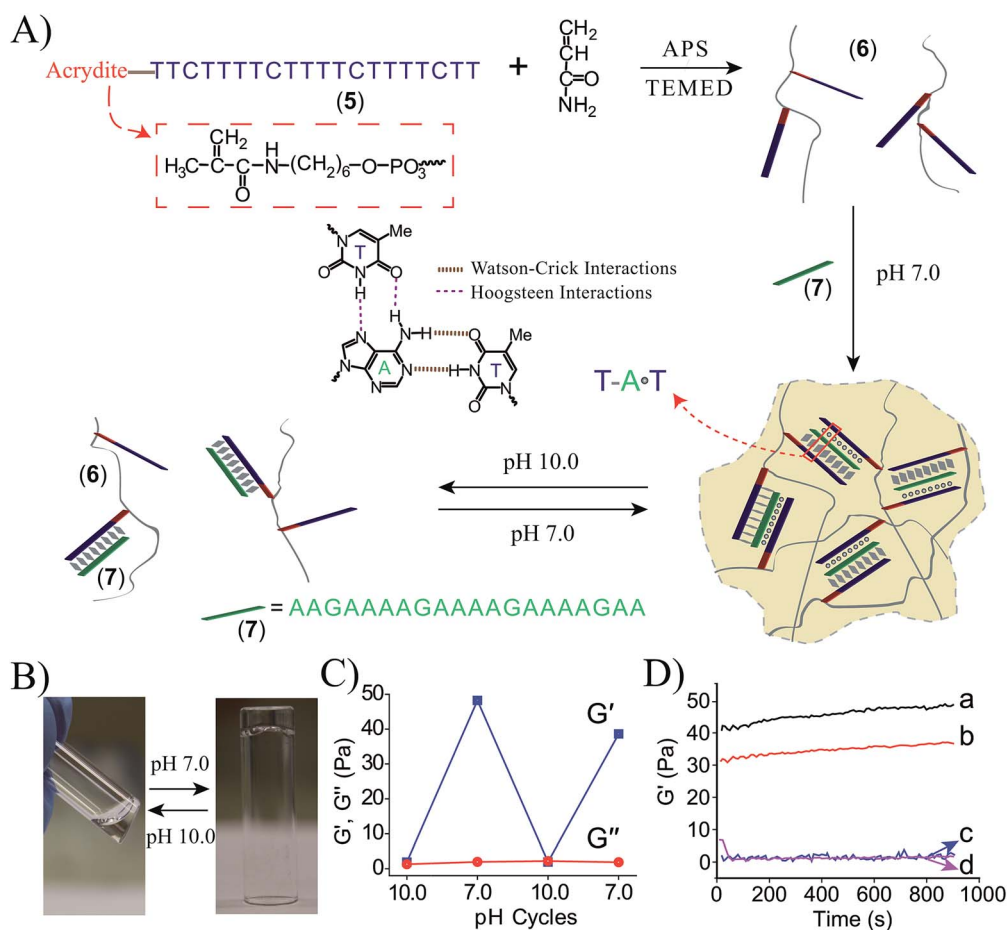 A)
Acrydite TTCTTTTCTTTTCTTTTCTT
(5)
+
CH2
CH
C=O
NH2
APS
TEMED
(6)
CH2
H3C-C-C-N-(CH2)6-O-PO3
H
O
Me
T
N
N
O
O
H
Watson-Crick Interactions
Hoogsteen Interactions
H
N-H
O
Me
N
N
A
N
H-N
T
N
N
O
(7)
pH 7.0
T-A•T
(6)
(7)
pH 10.0
pH 7.0
(7) = AAGAAAAGAAAAGAAAAGAA
B)
pH 7.0
pH 10.0
C)
G', G" (Pa)
50
40
30
20
10
0
G'
G"
10.0 7.0 10.0 7.0
pH Cycles
D)
G' (Pa)
50
40
30
20
10
0
a
b
c
d
0 200 400 600 800 1000
Time (s)